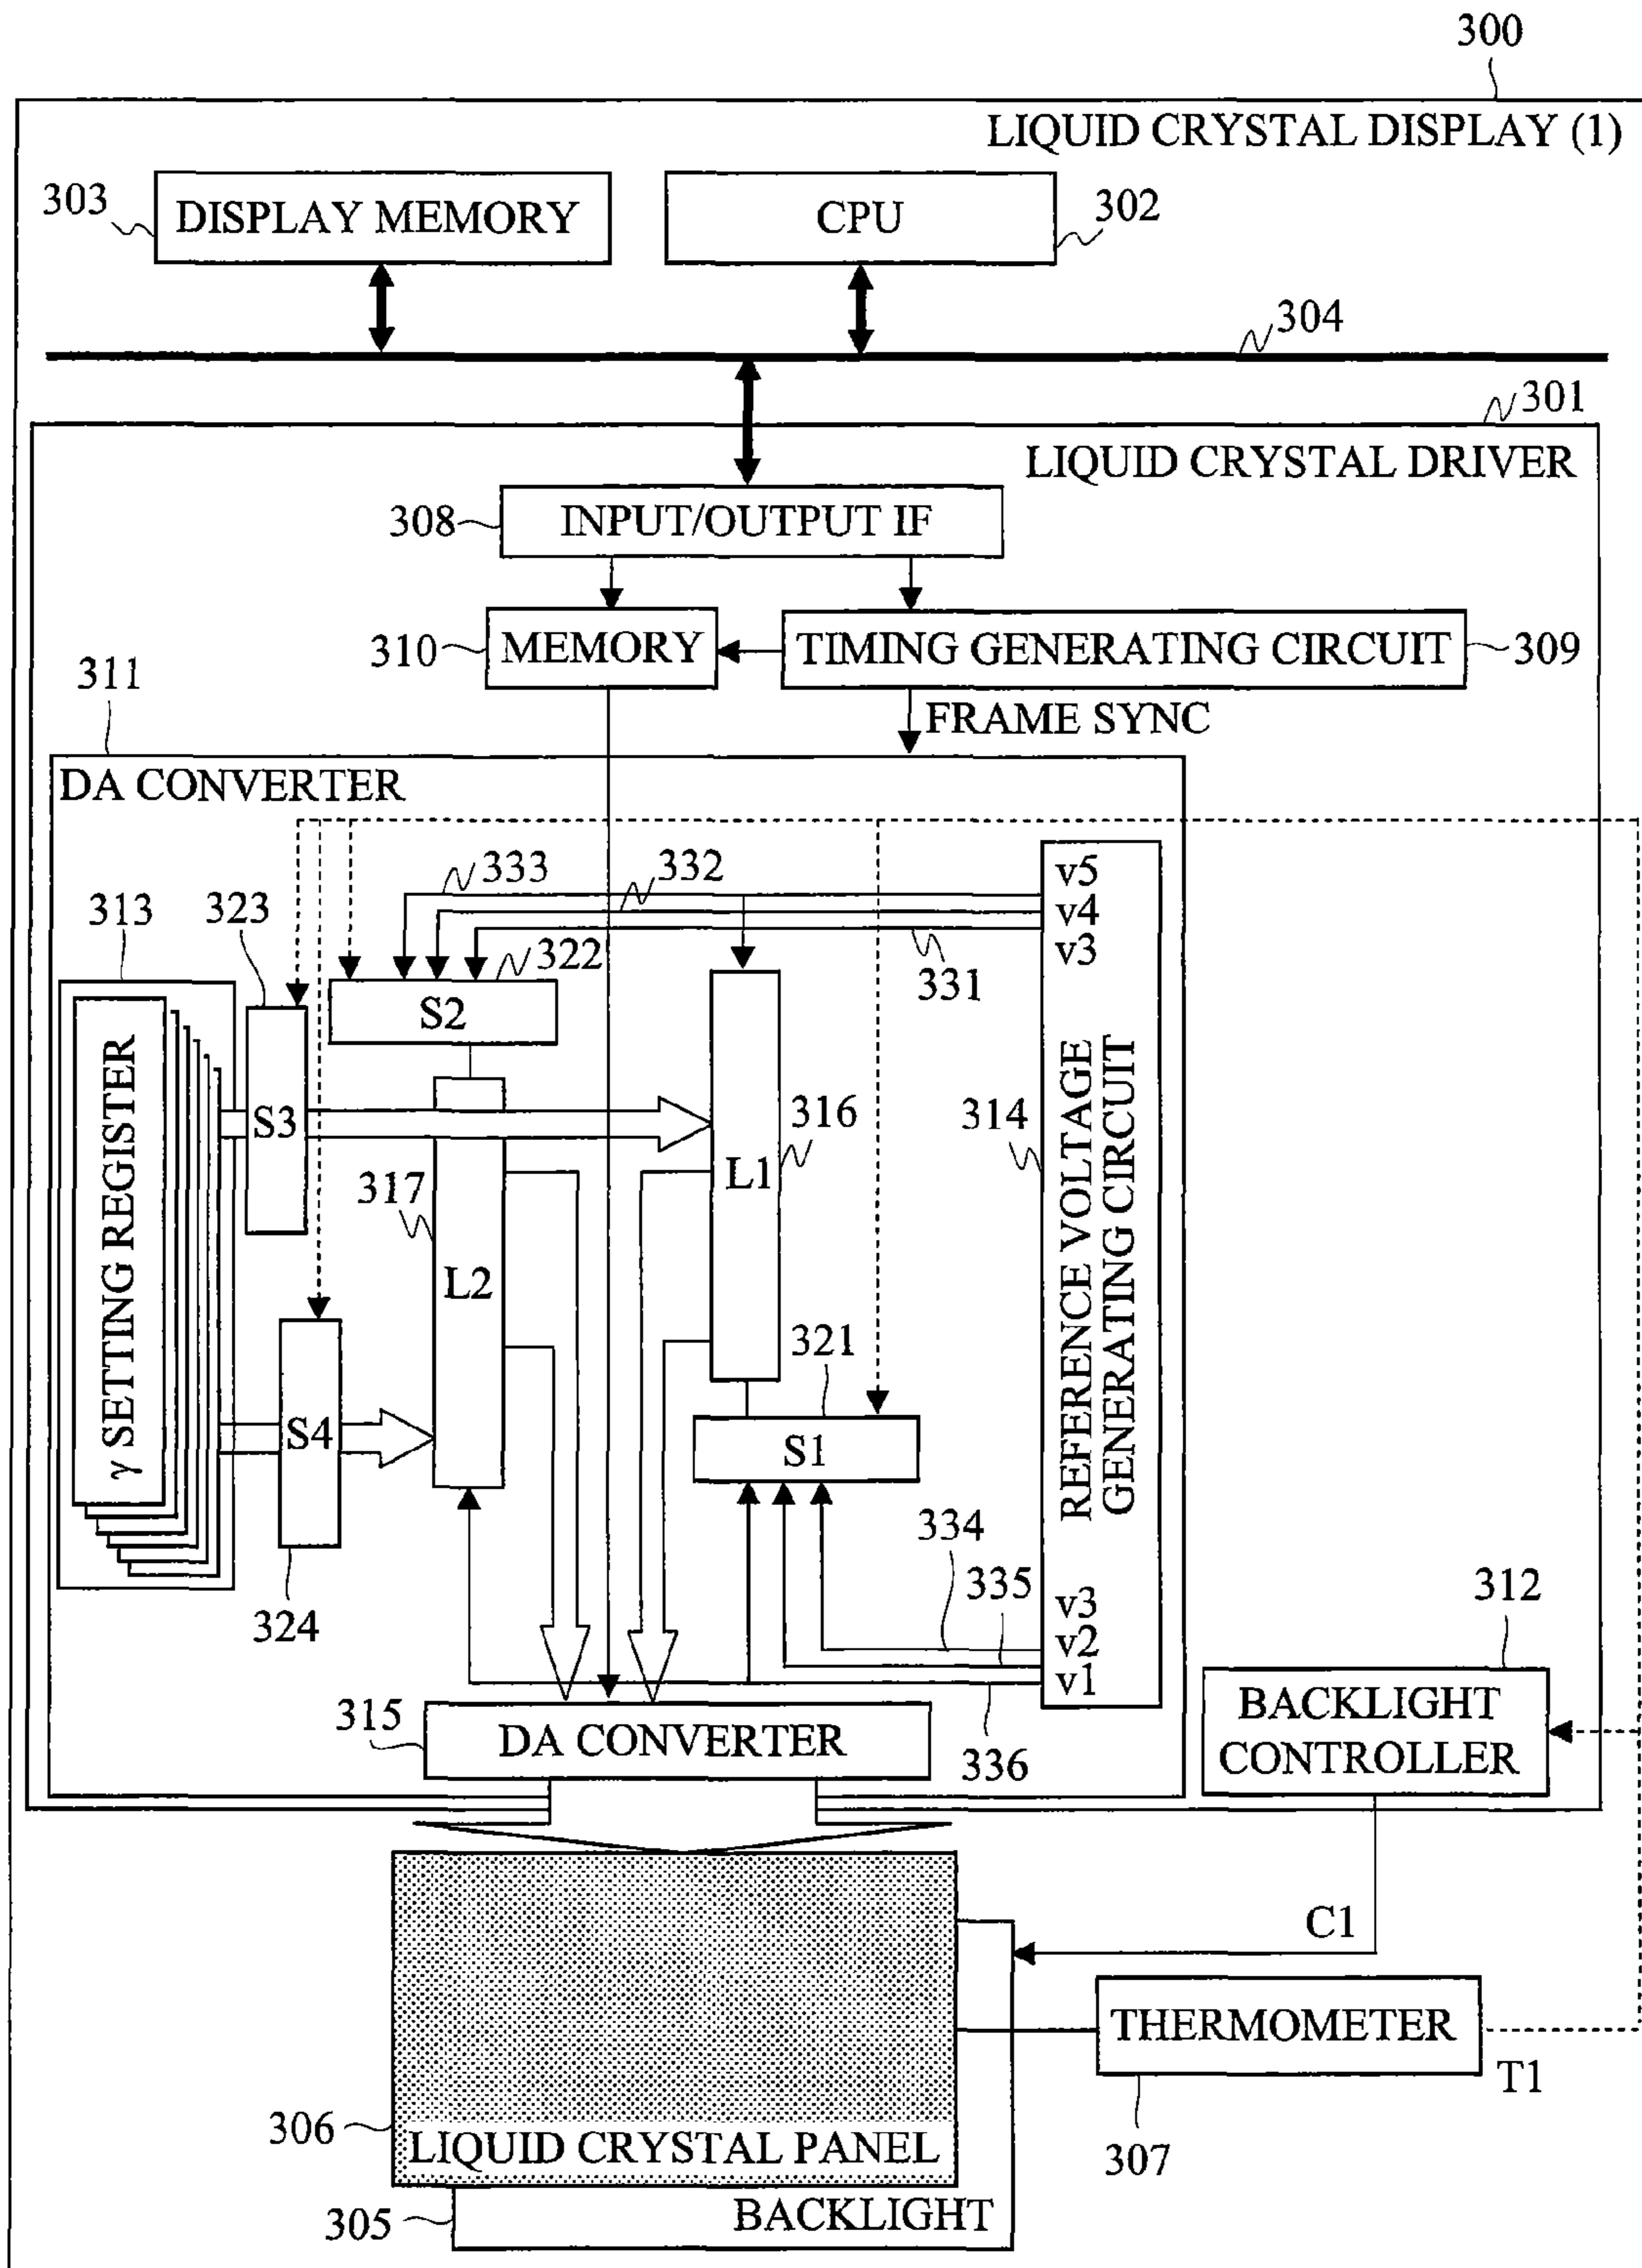 300
LIQUID CRYSTAL DISPLAY (1)
303
DISPLAY MEMORY
CPU
302
304
301
LIQUID CRYSTAL DRIVER
308
INPUT/OUTPUT IF
310
MEMORY
TIMING GENERATING CIRCUIT
309
311
FRAME SYNC
DA CONVERTER
333
332
v5
v4
v3
313
323
322
331
S2
γ SETTING REGISTER
S3
316
314
REFERENCE VOLTAGE
GENERATING CIRCUIT
317
L1
L2
321
S4
S1
334
335
312
324
v3
v2
v1
315
DA CONVERTER
336
BACKLIGHT
CONTROLLER
C1
THERMOMETER
T1
306
LIQUID CRYSTAL PANEL
307
305
BACKLIGHT